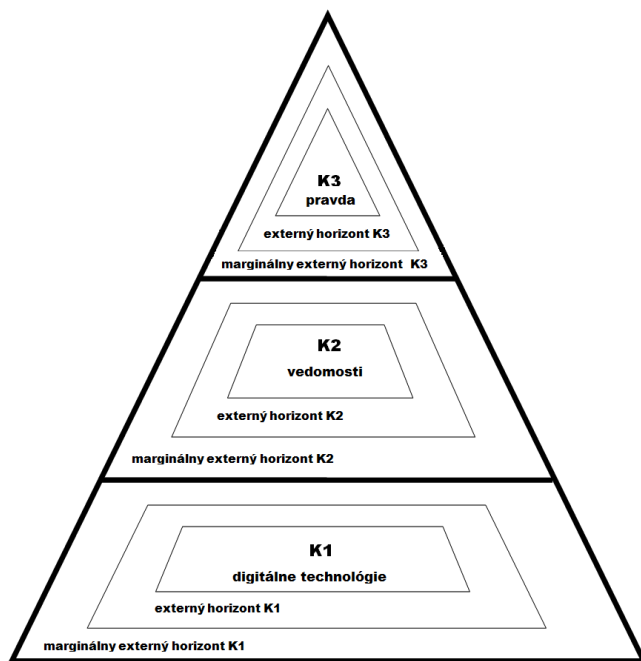 K3
pravda
externý horizont K3
marginálny externý horizont K3
K2
vedomosti
externý horizont K2
marginálny externý horizont K2
K1
digitálne technológie
externý horizont K1
marginálny externý horizont K1